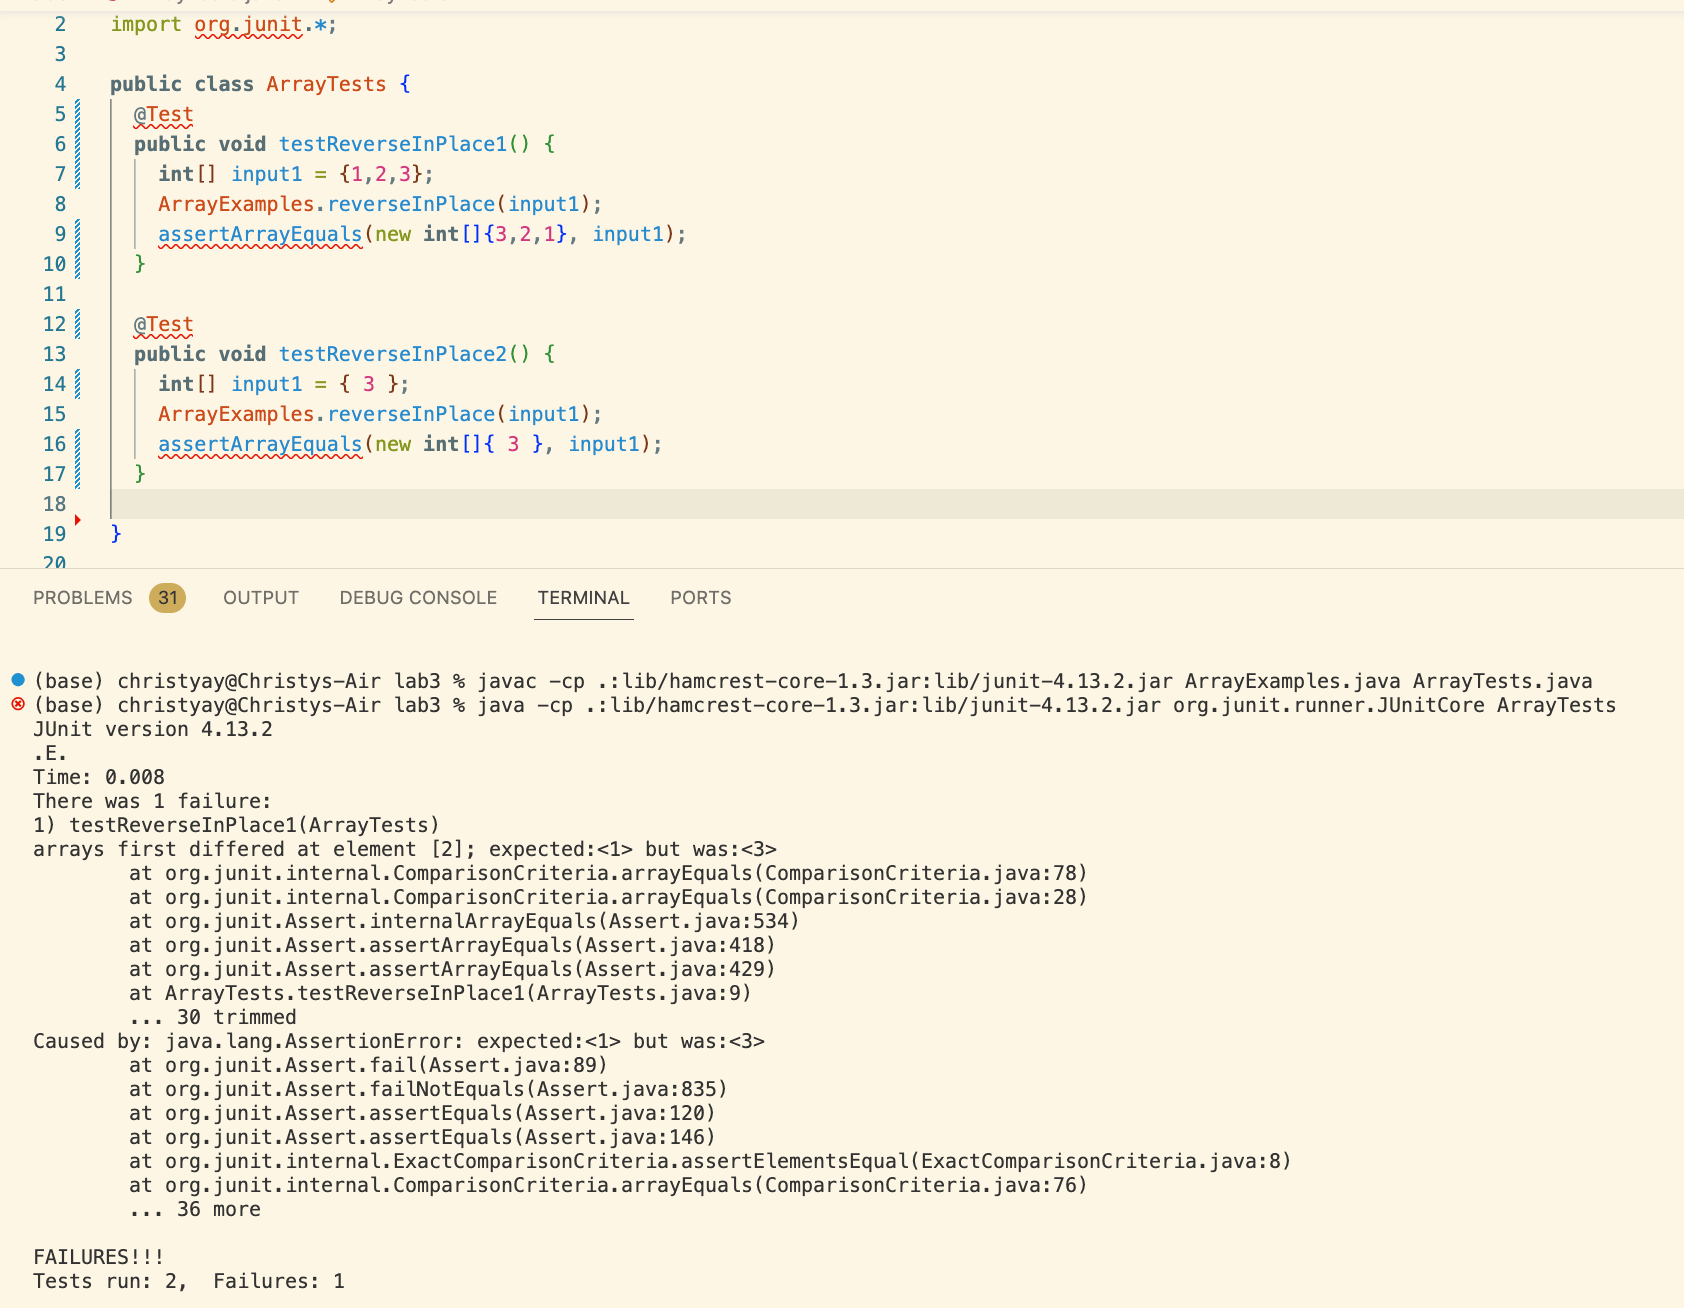 2 import org.junit.*;
3
4 public class ArrayTests {
5 @Test
6 public void testReverseInPlace1() {
7 int[] input1 = {1,2,3};
8 ArrayExamples.reverseInPlace(input1);
9 assertArrayEquals(new int[]{3,2,1}, input1);
10 }
11
12 @Test
13 public void testReverseInPlace2() {
14 int[] input1 = { 3 };
15 ArrayExamples.reverseInPlace(input1);
16 assertArrayEquals(new int[]{ 3 }, input1);
17 }
18
19 }
20
PROBLEMS 31 OUTPUT DEBUG CONSOLE TERMINAL PORTS
(base) christyay@Christys-Air lab3 % javac -cp .:lib/hamcrest-core-1.3.jar:lib/junit-4.13.2.jar ArrayExamples.java ArrayTests.java
(base) christyay@Christys-Air lab3 % java -cp .:lib/hamcrest-core-1.3.jar:lib/junit-4.13.2.jar org.junit.runner.JUnitCore ArrayTests
JUnit version 4.13.2
.E.
Time: 0.008
There was 1 failure:
1) testReverseInPlace1(ArrayTests)
arrays first differed at element [2]; expected:<1> but was:<3>
at org.junit.internal.ComparisonCriteria.arrayEquals(ComparisonCriteria.java:78)
at org.junit.internal.ComparisonCriteria.arrayEquals(ComparisonCriteria.java:28)
at org.junit.Assert.internalArrayEquals(Assert.java:534)
at org.junit.Assert.assertArrayEquals(Assert.java:418)
at org.junit.Assert.assertArrayEquals(Assert.java:429)
at ArrayTests.testReverseInPlace1(ArrayTests.java:9)
... 30 trimmed
Caused by: java.lang.AssertionError: expected:<1> but was:<3>
at org.junit.Assert.fail(Assert.java:89)
at org.junit.Assert.failNotEquals(Assert.java:835)
at org.junit.Assert.assertEquals(Assert.java:120)
at org.junit.Assert.assertEquals(Assert.java:146)
at org.junit.internal.ExactComparisonCriteria.assertElementsEqual(ExactComparisonCriteria.java:8)
at org.junit.internal.ComparisonCriteria.arrayEquals(ComparisonCriteria.java:76)
... 36 more
FAILURES!!!
Tests run: 2,  Failures: 1